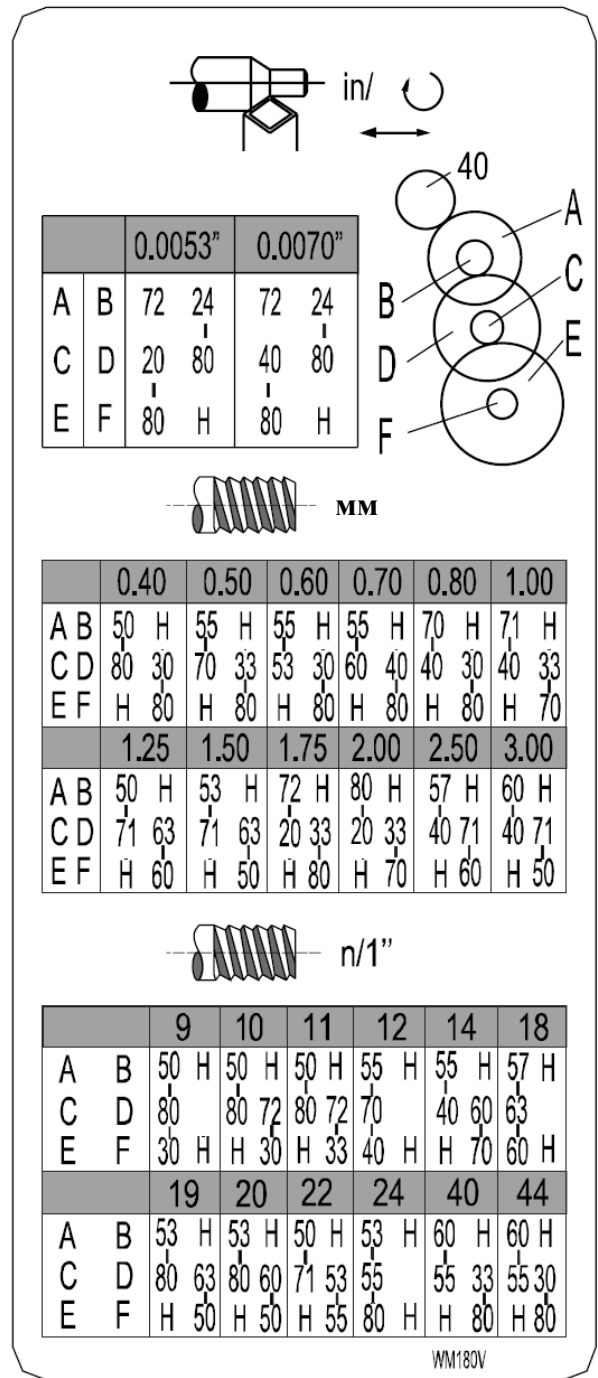 in/
40
A
B
C
D
E
F
0.0053” 0.0070”
A B 72 24 72 24
C D 20 80 40 80
E F 80 H 80 H
мм
0.40 0.50 0.60 0.70 0.80 1.00
A B 50 H 55 H 55 H 55 H 70 H 71 H
C D 80 30 70 33 53 30 60 40 40 30 40 33
E F H 80 H 80 H 80 H 80 H 80 H 70
1.25 1.50 1.75 2.00 2.50 3.00
A B 50 H 53 H 72 H 80 H 57 H 60 H
C D 71 63 71 63 20 33 20 33 40 71 40 71
E F H 60 H 50 H 80 H 70 H 60 H 50
n/1”
9 10 11 12 14 18
A B 50 H 50 H 50 H 55 H 55 H 57 H
C D 80 80 72 80 72 70 40 60 63
E F 30 H H 30 H 33 40 H H 70 60 H
19 20 22 24 40 44
A B 53 H 53 H 50 H 53 H 60 H 60 H
C D 80 63 80 60 71 53 55 55 33 55 30
E F H 50 H 50 H 55 80 H H 80 H 80
WM180V